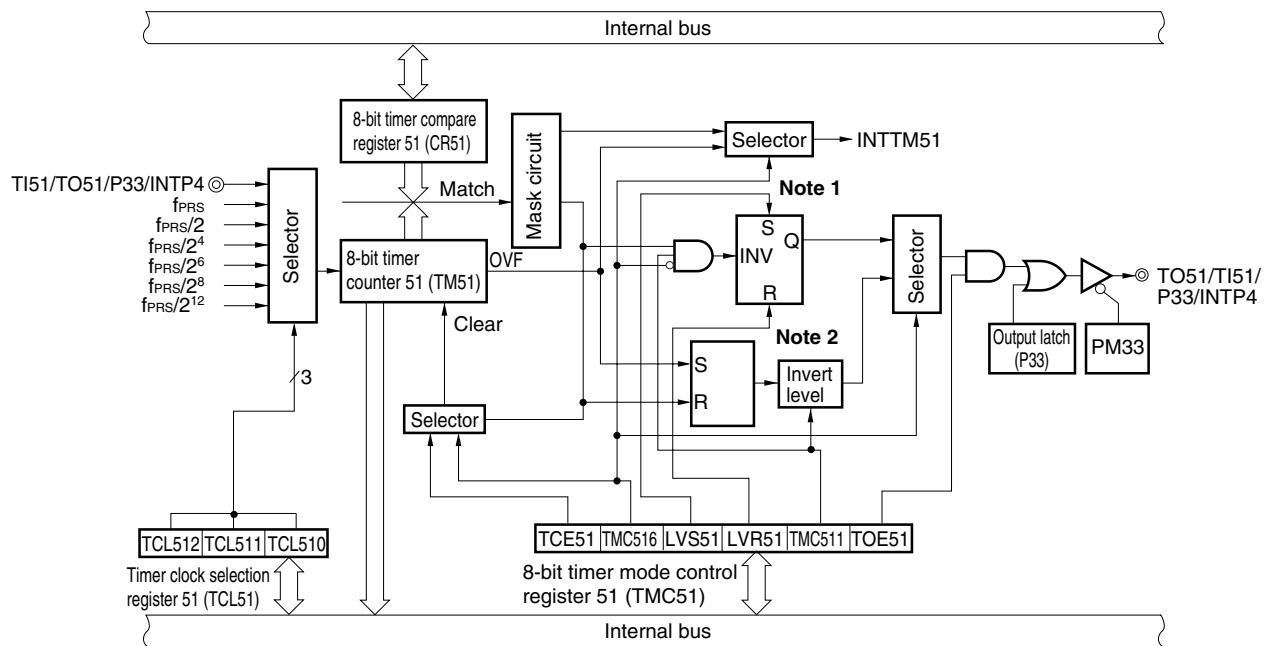 Internal bus
8-bit timer compare
register 51 (CR51)
Match
Mask circuit
Selector
INTTM51
TI51/TO51/P33/INTP4
fPRS
fPRS/2
fPRS/2⁴
fPRS/2⁶
fPRS/2⁸
fPRS/2¹²
Selector
8-bit timer
counter 51 (TM51)
OVF
Clear
Note 1
S
INV
Q
R
Selector
TO51/TI51/
P33/INTP4
Output latch
(P33)
PM33
Note 2
S
R
Invert
level
3
Selector
TCL512
TCL511
TCL510
Timer clock selection
register 51 (TCL51)
TCE51
TMC516
LVS51
LVR51
TMC511
TOE51
8-bit timer mode control
register 51 (TMC51)
Internal bus